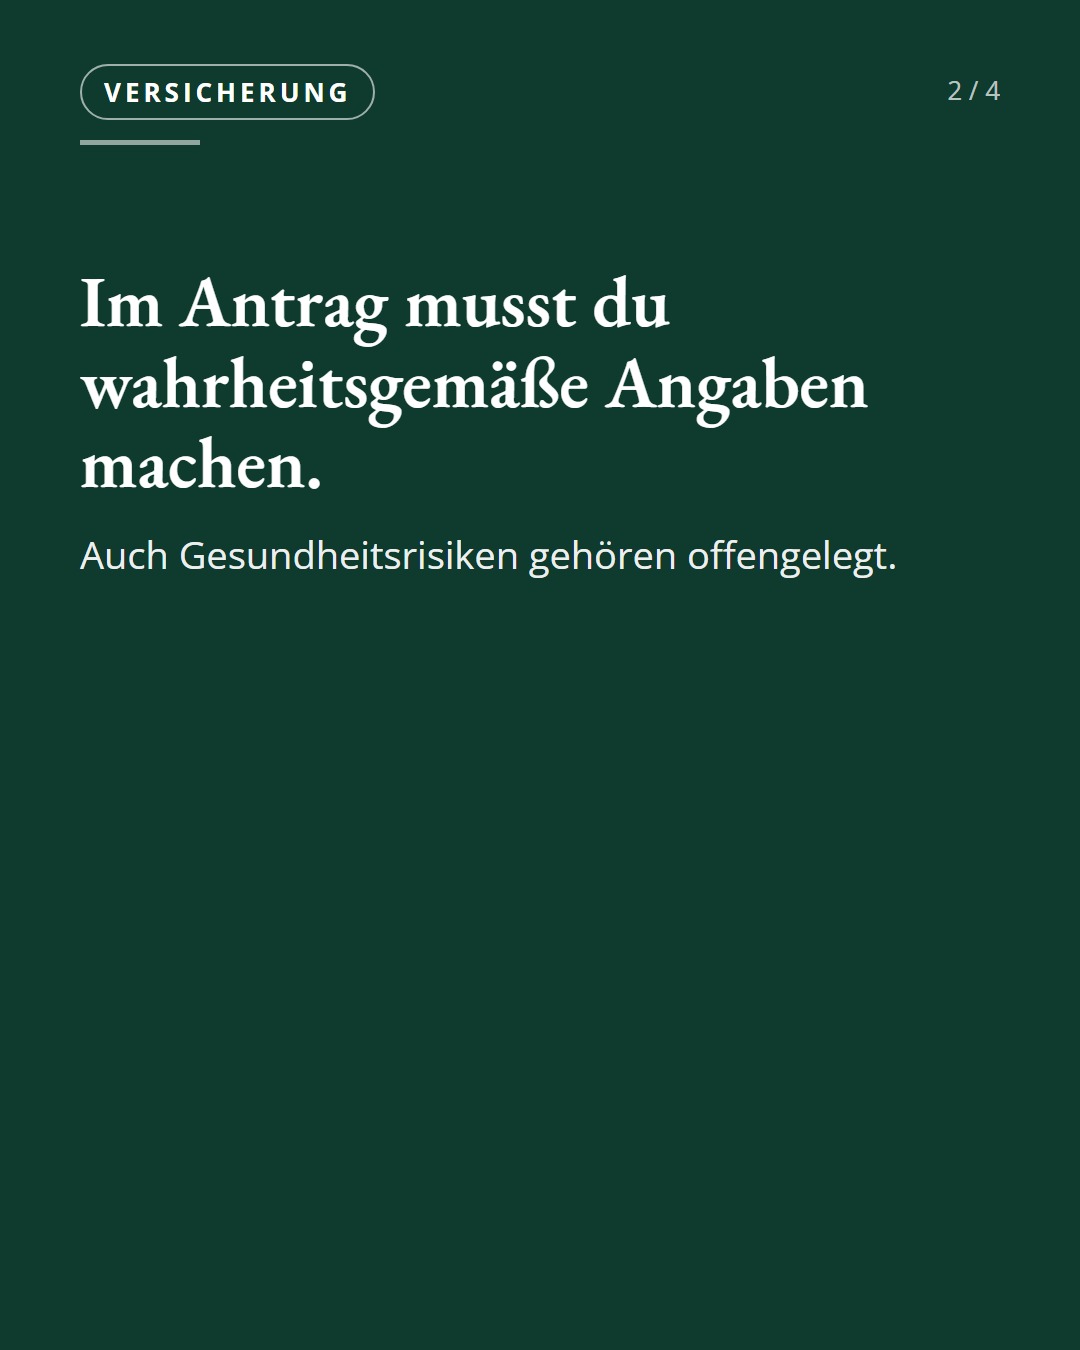 VERSICHERUNG
2 / 4
Im Antrag musst du
wahrheitsgemäße Angaben
machen.
Auch Gesundheitsrisiken gehören offengelegt.